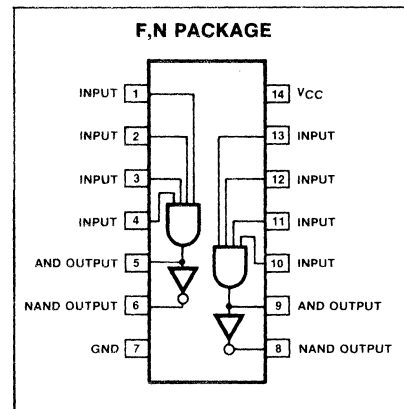 F,N PACKAGE
INPUT 1
14 VCC
INPUT 2
13 INPUT
INPUT 3
12 INPUT
INPUT 4
11 INPUT
10 INPUT
AND OUTPUT 5
NAND OUTPUT 6
9 AND OUTPUT
GND 7
8 NAND OUTPUT